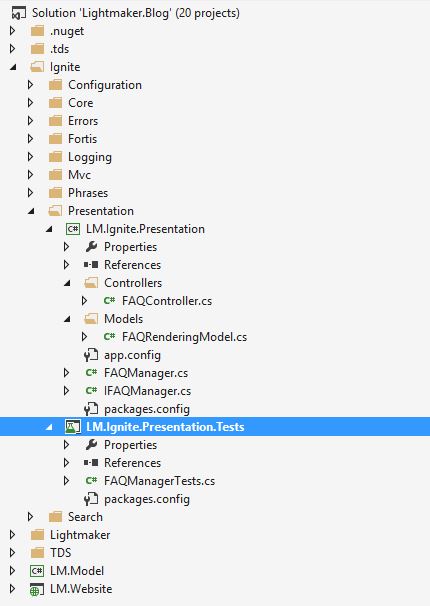 Solution 'Lightmaker.Blog' (20 projects)
.nuget
.tds
Ignite
Configuration
Core
Errors
Fortis
Logging
Mvc
Phrases
Presentation
C# LM.Ignite.Presentation
Properties
References
Controllers
C# FAQController.cs
Models
C# FAQRenderingModel.cs
app.config
C# FAQManager.cs
C# IFAQManager.cs
packages.config
LM.Ignite.Presentation.Tests
Properties
References
C# FAQManagerTests.cs
packages.config
Search
Lightmaker
TDS
C# LM.Model
LM.Website